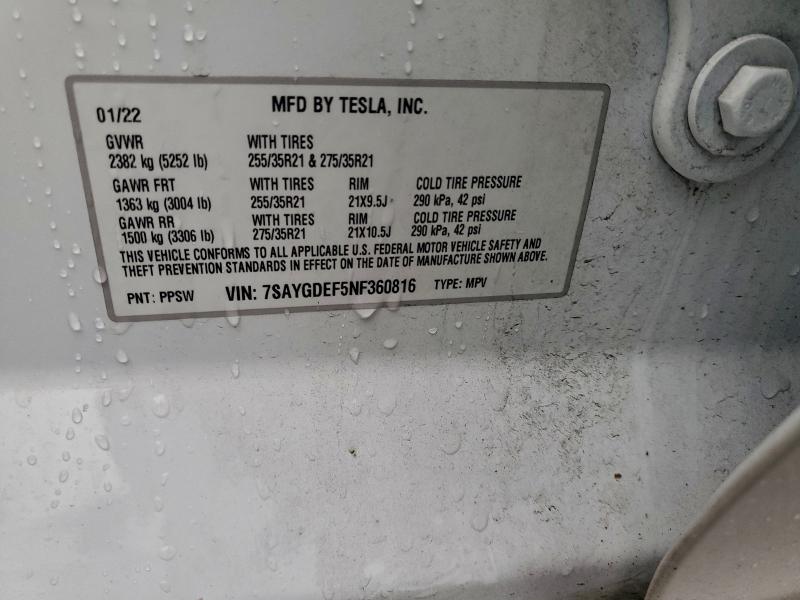 01/22 MFD BY TESLA, INC.
GVWR WITH TIRES
2382 kg (5252 lb) 255/35R21 & 275/35R21
GAWR FRT WITH TIRES RIM COLD TIRE PRESSURE
1363 kg (3004 lb) 255/35R21 21X9.5J 290 kPa, 42 psi
GAWR RR WITH TIRES RIM COLD TIRE PRESSURE
1500 kg (3306 lb) 275/35R21 21X10.5J 290 kPa, 42 psi
THIS VEHICLE CONFORMS TO ALL APPLICABLE U.S. FEDERAL MOTOR VEHICLE SAFETY AND
THEFT PREVENTION STANDARDS IN EFFECT ON THE DATE OF MANUFACTURE SHOWN ABOVE.
PNT: PPSW VIN: 7SAYGDEF5NF360816 TYPE: MPV